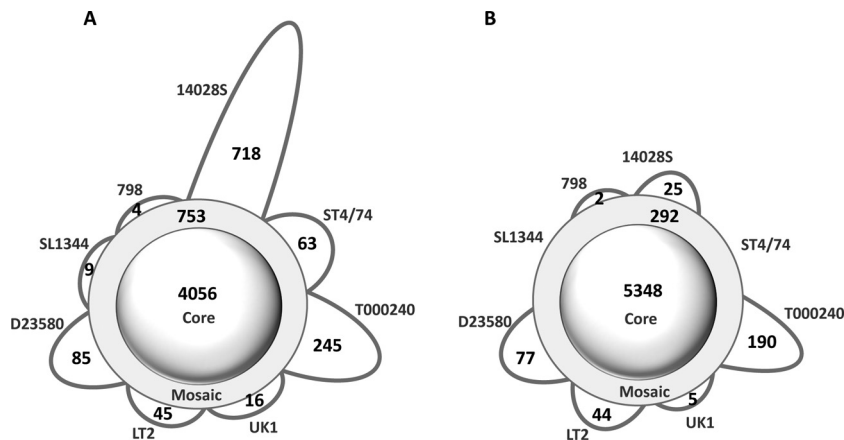 A
14028S
718
798
4
753
ST4/74
63
SL1344
9
4056
Core
D23580
85
T000240
245
Mosaic
45
16
LT2
UK1
B
14028S
798
25
2
292
SL1344
ST4/74
5348
Core
D23580
77
T000240
190
Mosaic
44
5
LT2
UK1